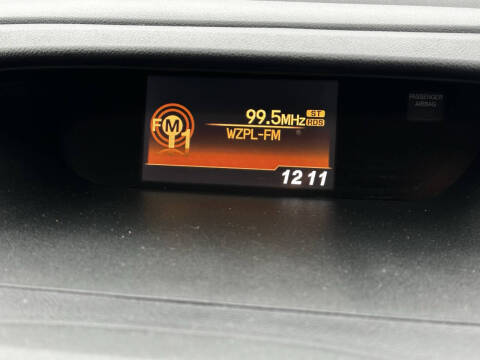 PASSENGER
AIRBAG
99.5MHz ST
RDS
FM1
WZPL-FM
12 11